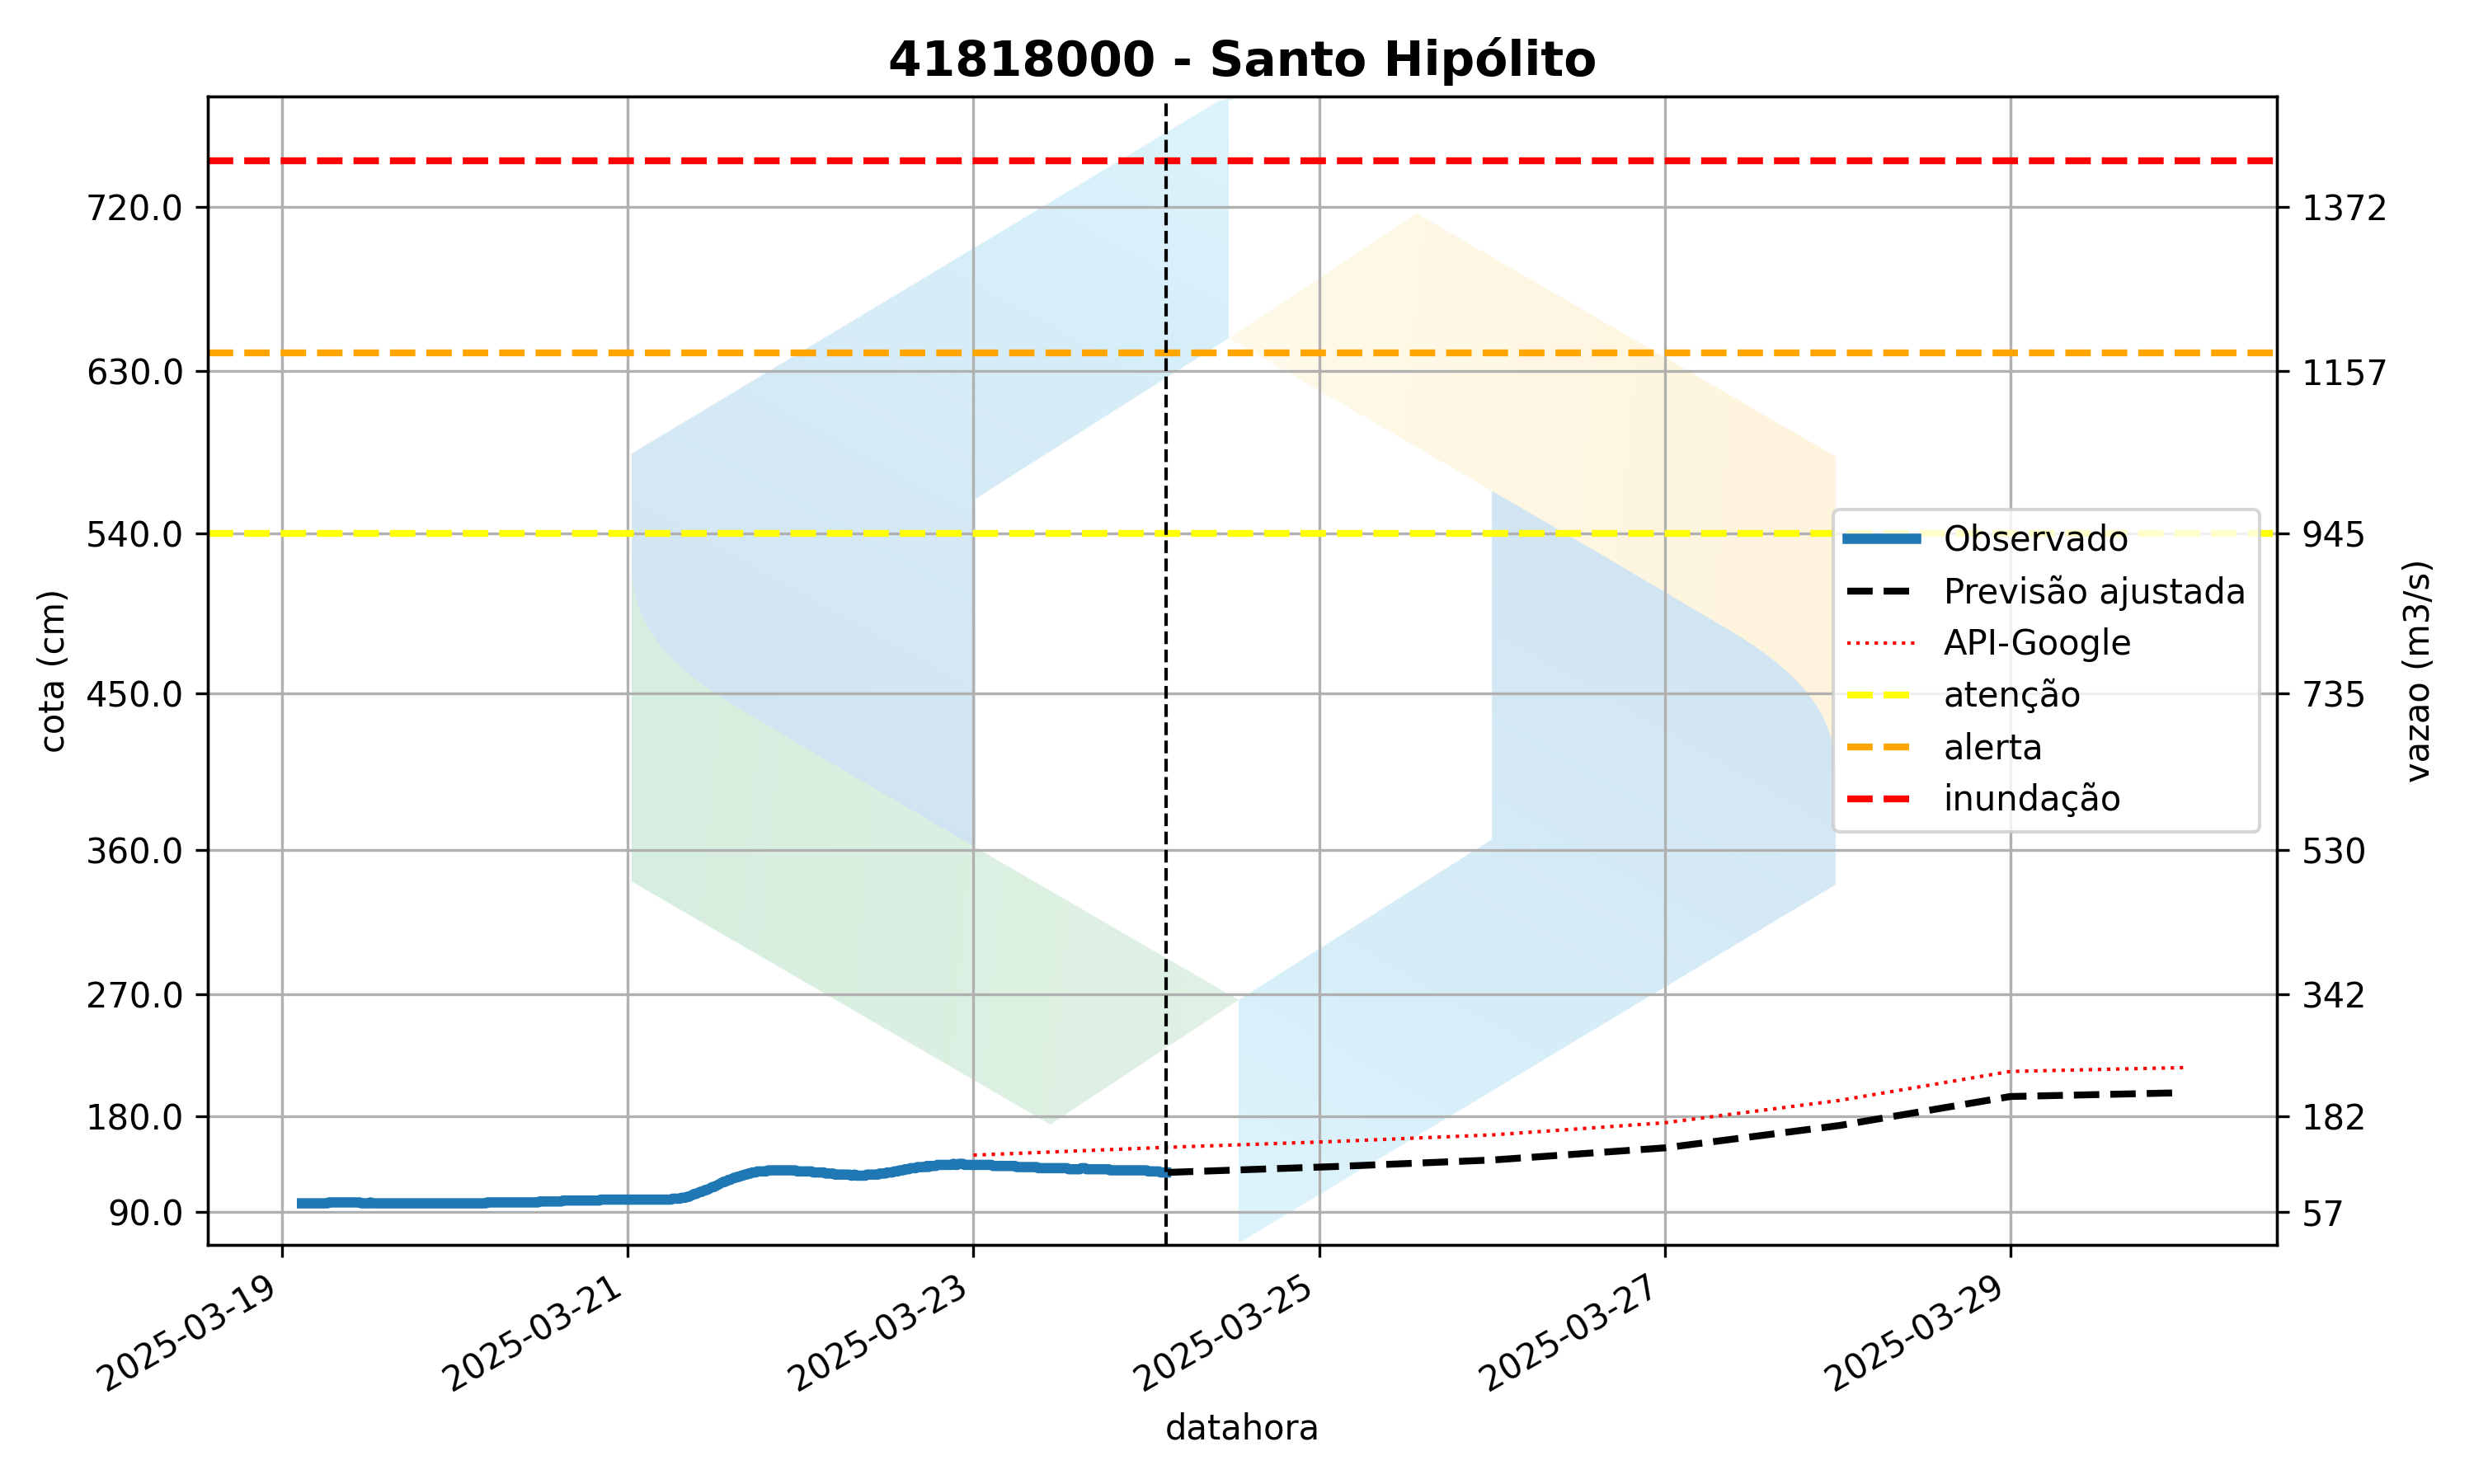 41818000 - Santo Hipólito
720.0
630.0
540.0
450.0
360.0
270.0
180.0
90.0
cota (cm)
1372
1157
945
735
530
342
182
57
vazao (m3/s)
Observado
Previsão ajustada
API-Google
atenção
alerta
inundação
2025-03-19
2025-03-21
2025-03-23
2025-03-25
2025-03-27
2025-03-29
datahora